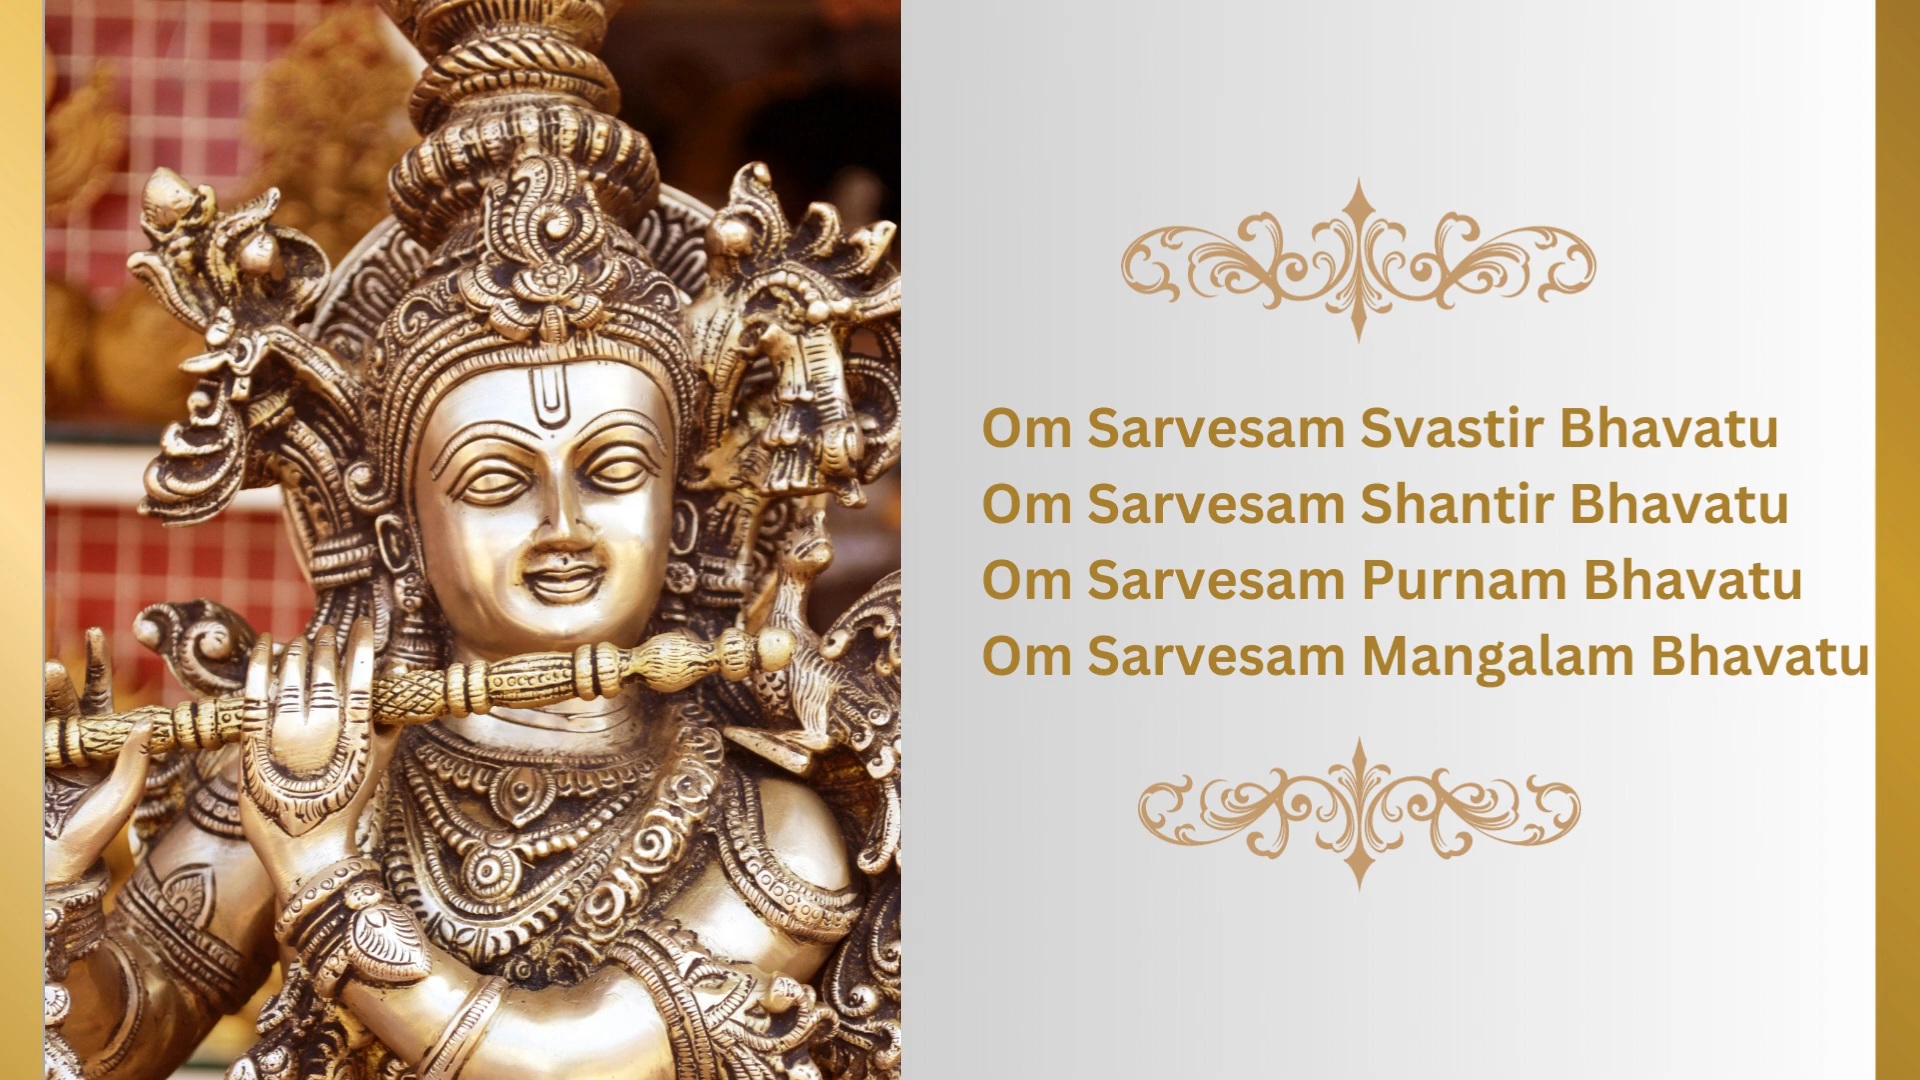 Om Sarvesam Svastir Bhavatu
Om Sarvesam Shantir Bhavatu
Om Sarvesam Purnam Bhavatu
Om Sarvesam Mangalam Bhavatu